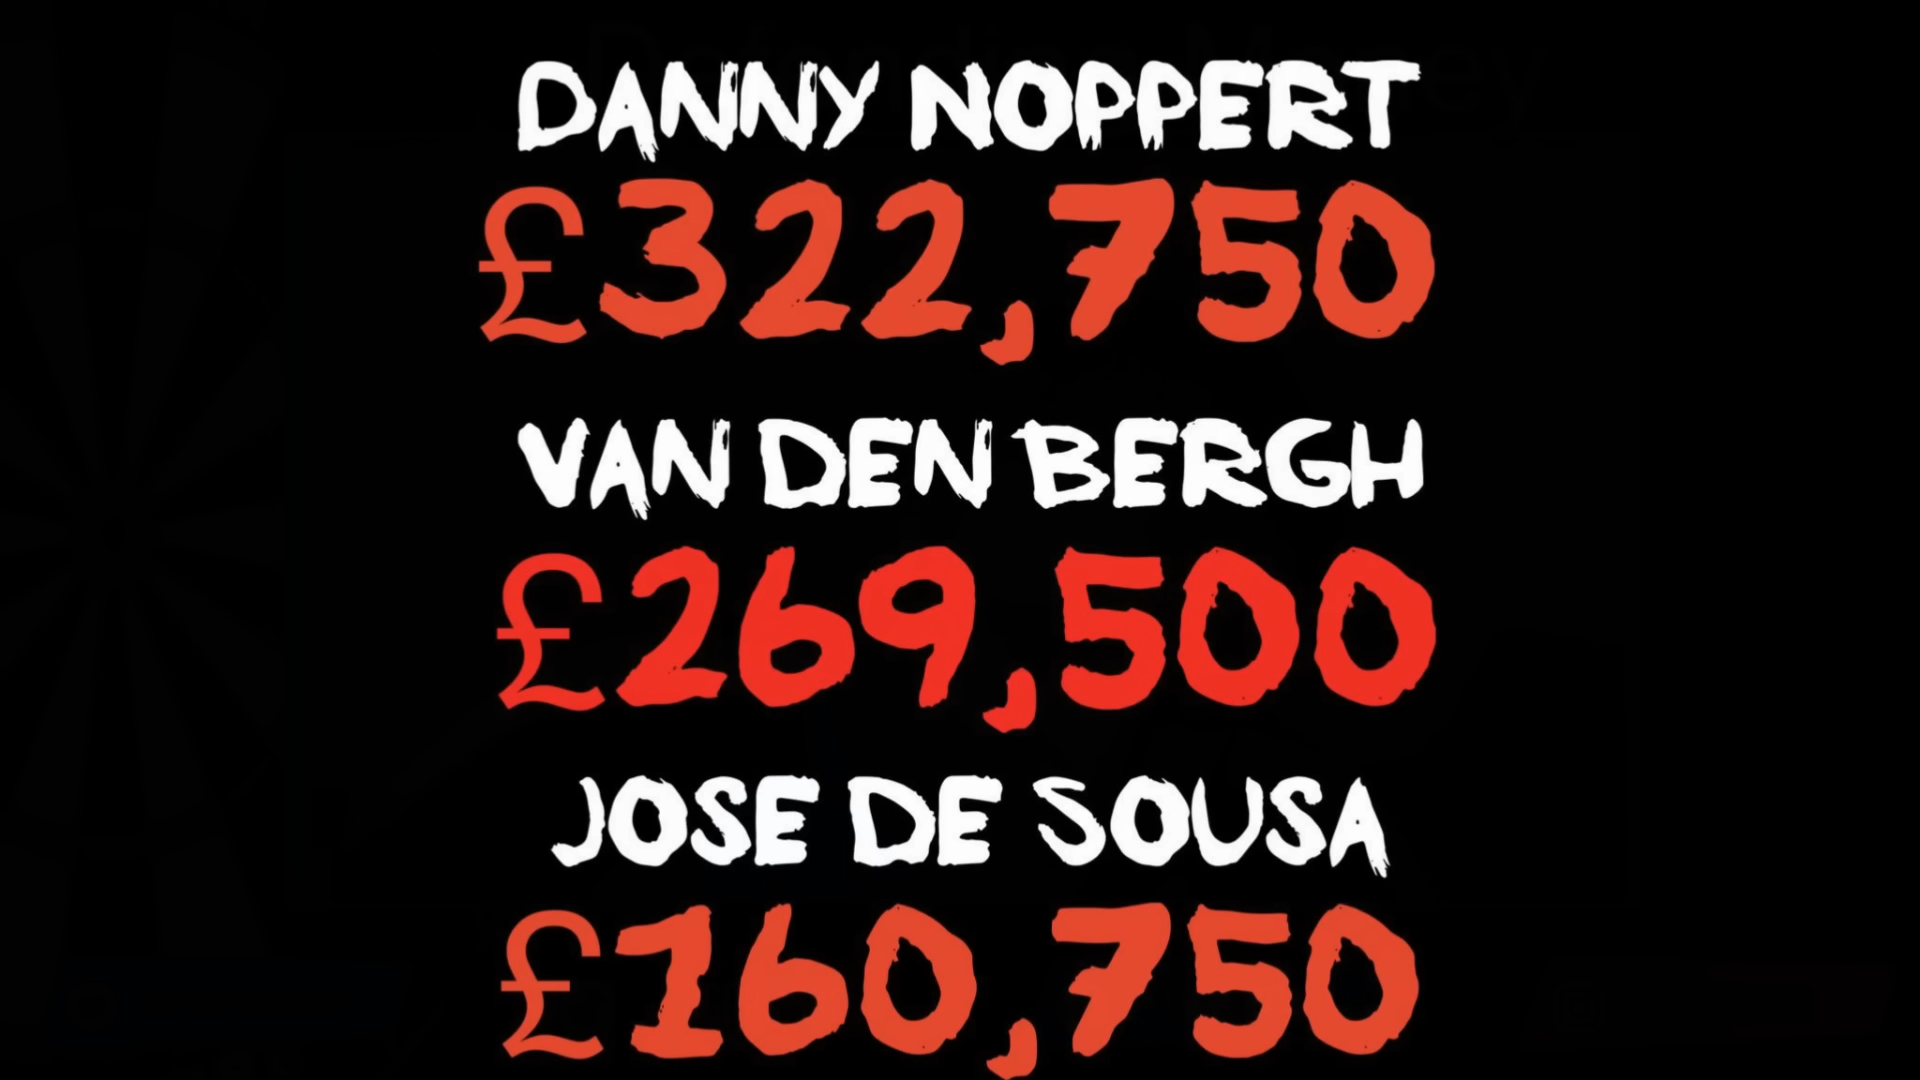 DANNY NOPPERT
£322,750
VAN DEN BERGH
£269,500
JOSE DE SOUSA
£160,750